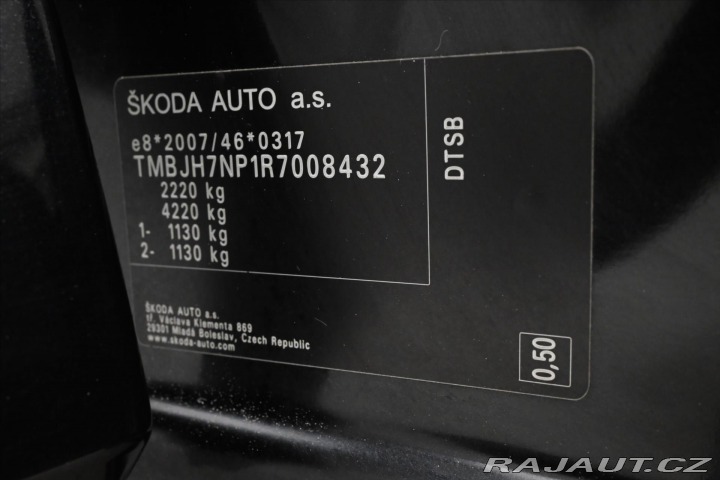 ŠKODA AUTO a.s.
e8*2007/46*0317
TMBJH7NP1R7008432
2220 kg
4220 kg
1- 1130 kg
2- 1130 kg
DTSB
ŠKODA AUTO a.s.
tř. Václava Klementa 869
29301 Mladá Boleslav, Czech Republic
www.skoda-auto.com
0,50
RAJAUT.CZ